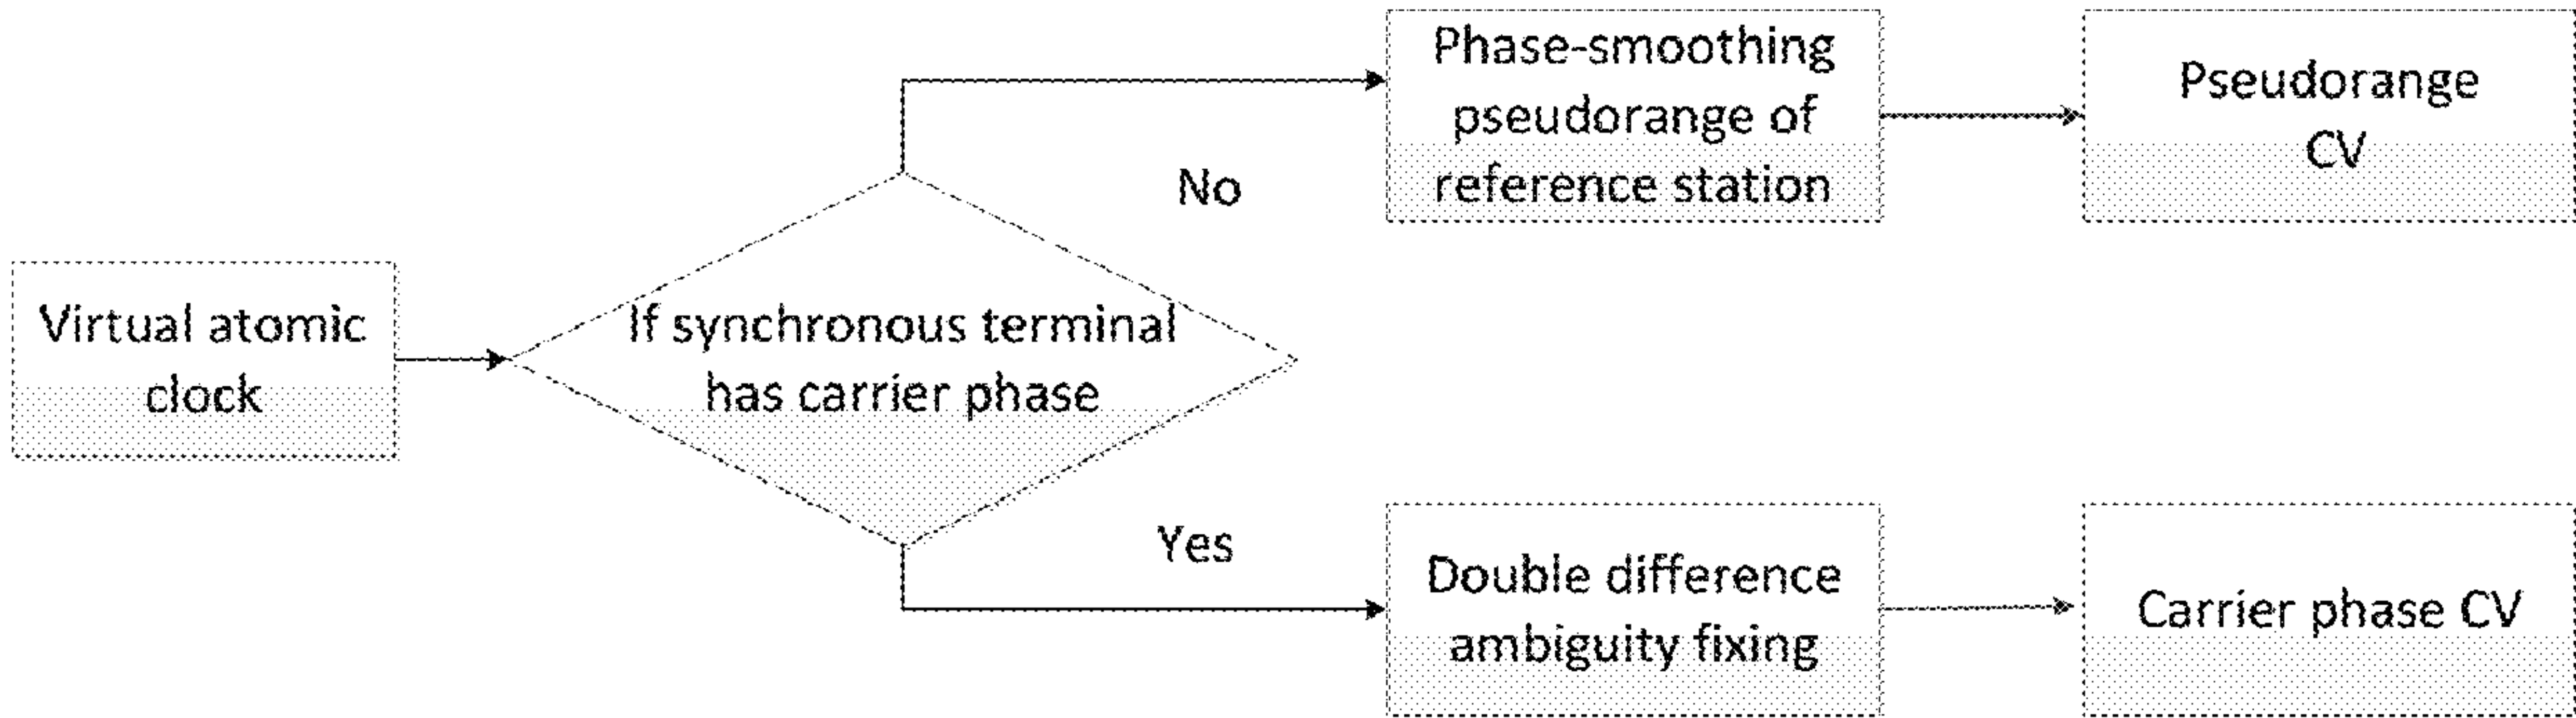 Virtual atomic
clock
If synchronous terminal
has carrier phase
No
Phase-smoothing
pseudorange of
reference station
Pseudorange
CV
Yes
Double difference
ambiguity fixing
Carrier phase CV